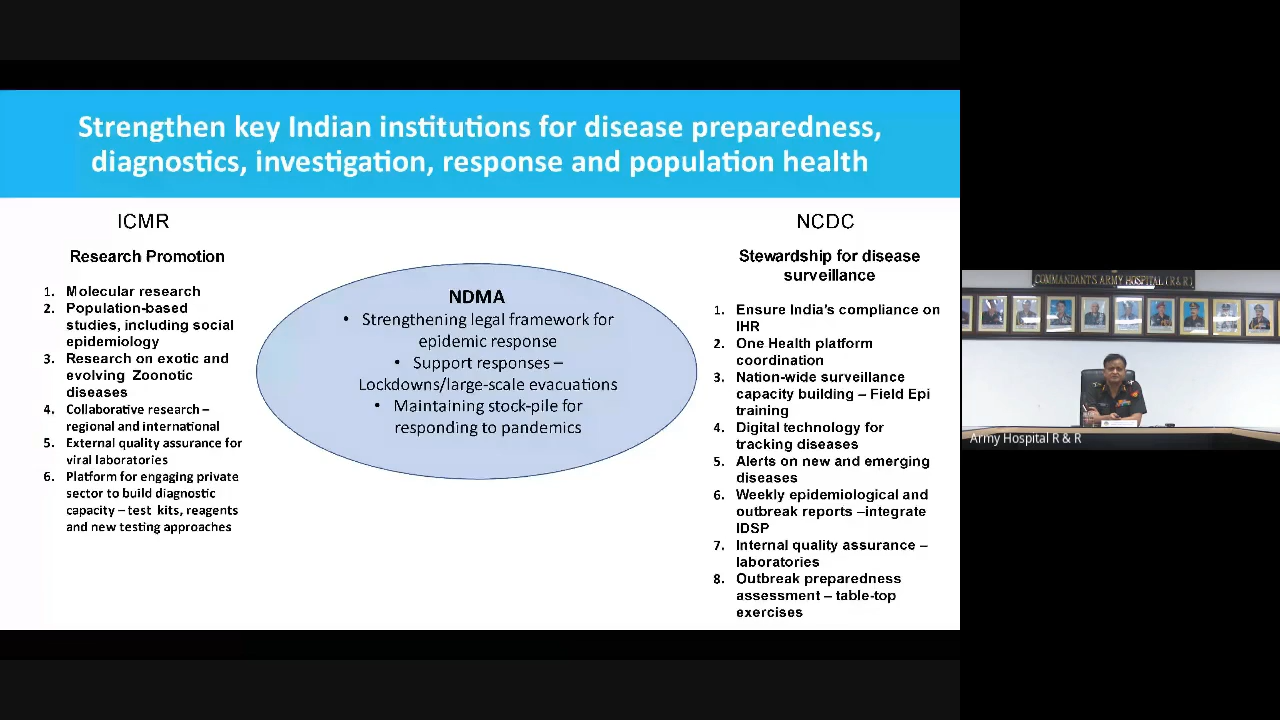 Strengthen key Indian institutions for disease preparedness,
diagnostics, investigation, response and population health
ICMR
Research Promotion
1. Molecular research
2. Population-based
studies, including social
epidemiology
3. Research on exotic and
evolving Zoonotic
diseases
4. Collaborative research –
regional and international
5. External quality assurance for
viral laboratories
6. Platform for engaging private
sector to build diagnostic
capacity – test kits, reagents
and new testing approaches
NDMA
• Strengthening legal framework for
epidemic response
• Support responses –
Lockdowns/large-scale evacuations
• Maintaining stock-pile for
responding to pandemics
NCDC
Stewardship for disease
surveillance
1. Ensure India's compliance on
IHR
2. One Health platform
coordination
3. Nation-wide surveillance
capacity building – Field Epi
training
4. Digital technology for
tracking diseases
5. Alerts on new and emerging
diseases
6. Weekly epidemiological and
outbreak reports –integrate
IDSP
7. Internal quality assurance –
laboratories
8. Outbreak preparedness
assessment – table-top
exercises
COMMANDANT'S ARMY HOSPITAL (R&R)
Army Hospital R & R